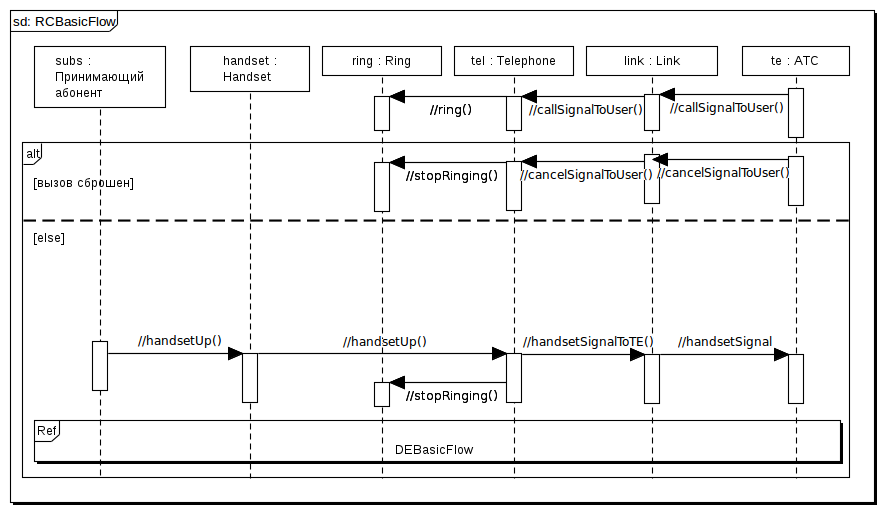 sd: RCBasicFlow
subs :
Принимающий
абонент
handset :
Handset
ring : Ring
tel : Telephone
link : Link
te : ATC
//ring()
//callSignalToUser()
//callSignalToUser()
alt
[вызов сброшен]
//stopRinging()
//cancelSignalToUser()
//cancelSignalToUser()
[else]
//handsetUp()
//handsetUp()
//handsetSignalToTE()
//handsetSignal
//stopRinging()
Ref
DEBasicFlow